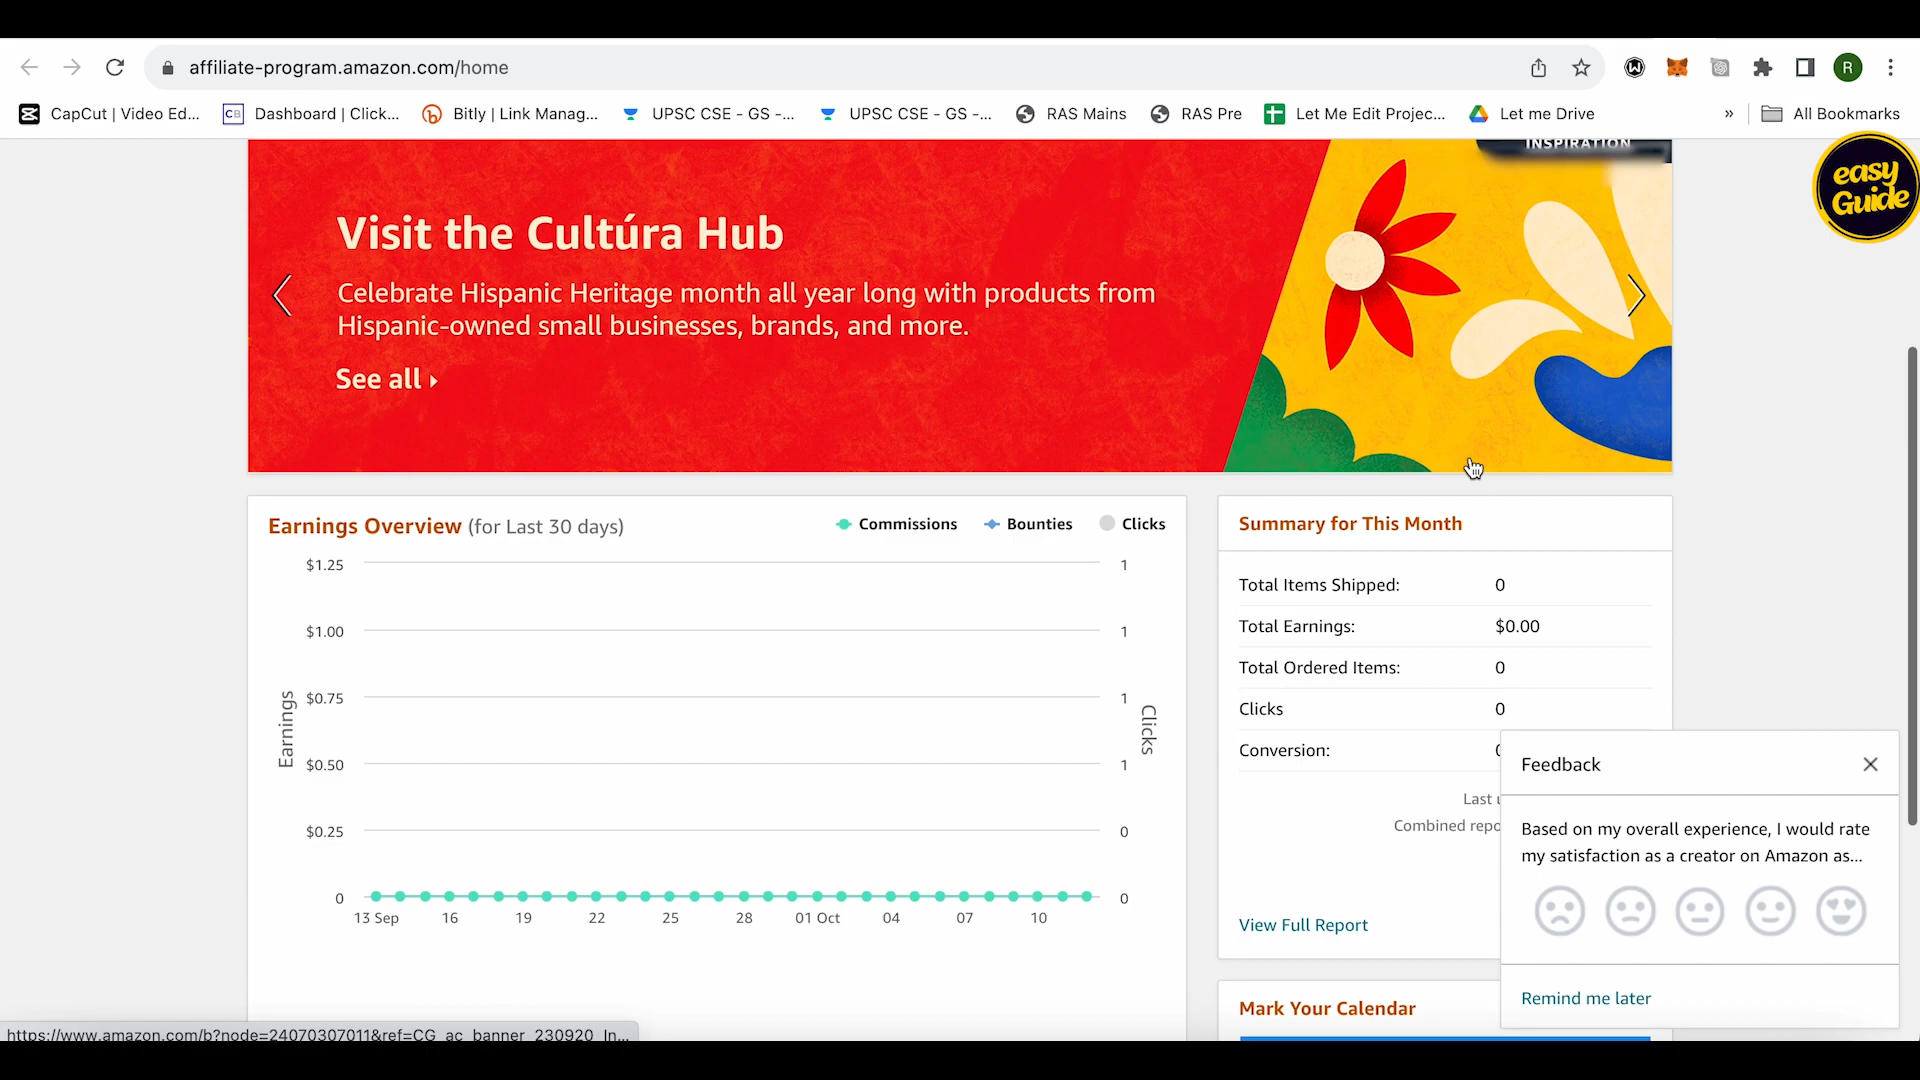 affiliate-program.amazon.com/home
R
CapCut | Video Ed...
CB
Dashboard | Click...
Bitly | Link Manag...
UPSC CSE - GS -...
UPSC CSE - GS -...
RAS Mains
RAS Pre
Let Me Edit Projec...
Let me Drive
»
All Bookmarks
INSPIRATION
easy
Guide
Visit the Cultúra Hub
Celebrate Hispanic Heritage month all year long with products from
Hispanic-owned small businesses, brands, and more.
See all
Earnings Overview (for Last 30 days)
Commissions
Bounties
Clicks
$1.25
$1.00
$0.75
$0.50
$0.25
0
Earnings
1
1
1
1
0
0
Clicks
13 Sep
16
19
22
25
28
01 Oct
04
07
10
Summary for This Month
Total Items Shipped: 0
Total Earnings: $0.00
Total Ordered Items: 0
Clicks 0
Conversion:
Last
Combined repo
View Full Report
Mark Your Calendar
Feedback
Based on my overall experience, I would rate
my satisfaction as a creator on Amazon as...
Remind me later
https://www.amazon.com/b?node=24070307011&ref=CG_ac_banner_230920_In...